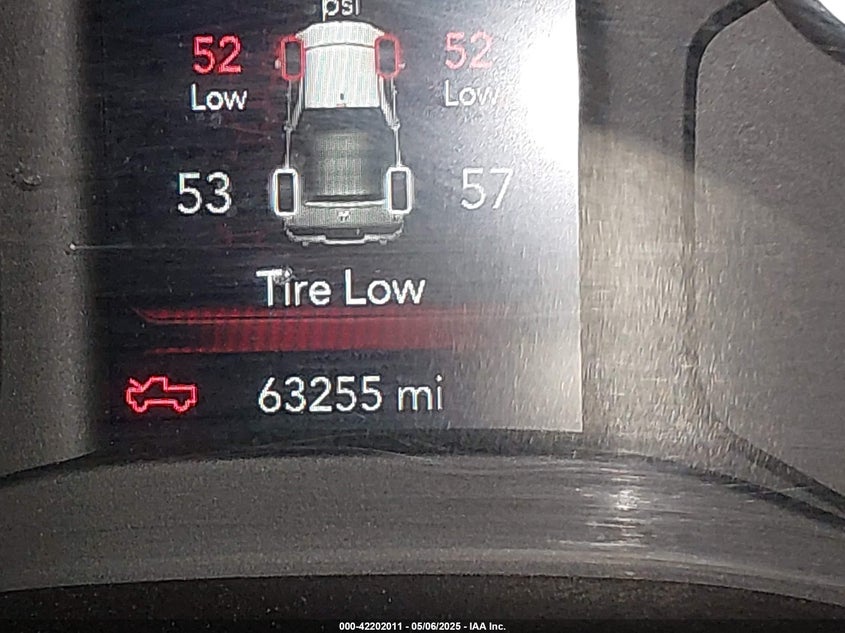 psi
52 52
Low Low
53 57
Tire Low
63255 mi
000-42202011 - 05/06/2025 - IAA Inc.